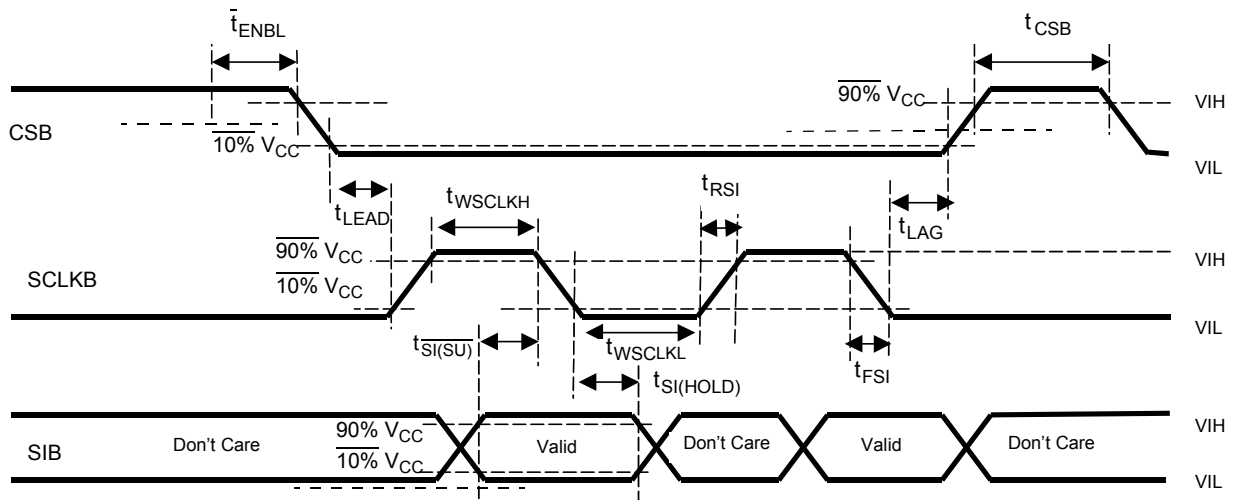 tENBL
tCSB
90% VCC
VIH
CSB
10% VCC
VIL
tLEAD
tWSCLKH
tRSI
tLAG
90% VCC
VIH
SCLKB
10% VCC
VIL
tSI(SU)
tWSCLKL
tFSI
tSI(HOLD)
VIH
SIB
Don't Care
90% VCC
Valid
Don't Care
Valid
Don't Care
10% VCC
VIL